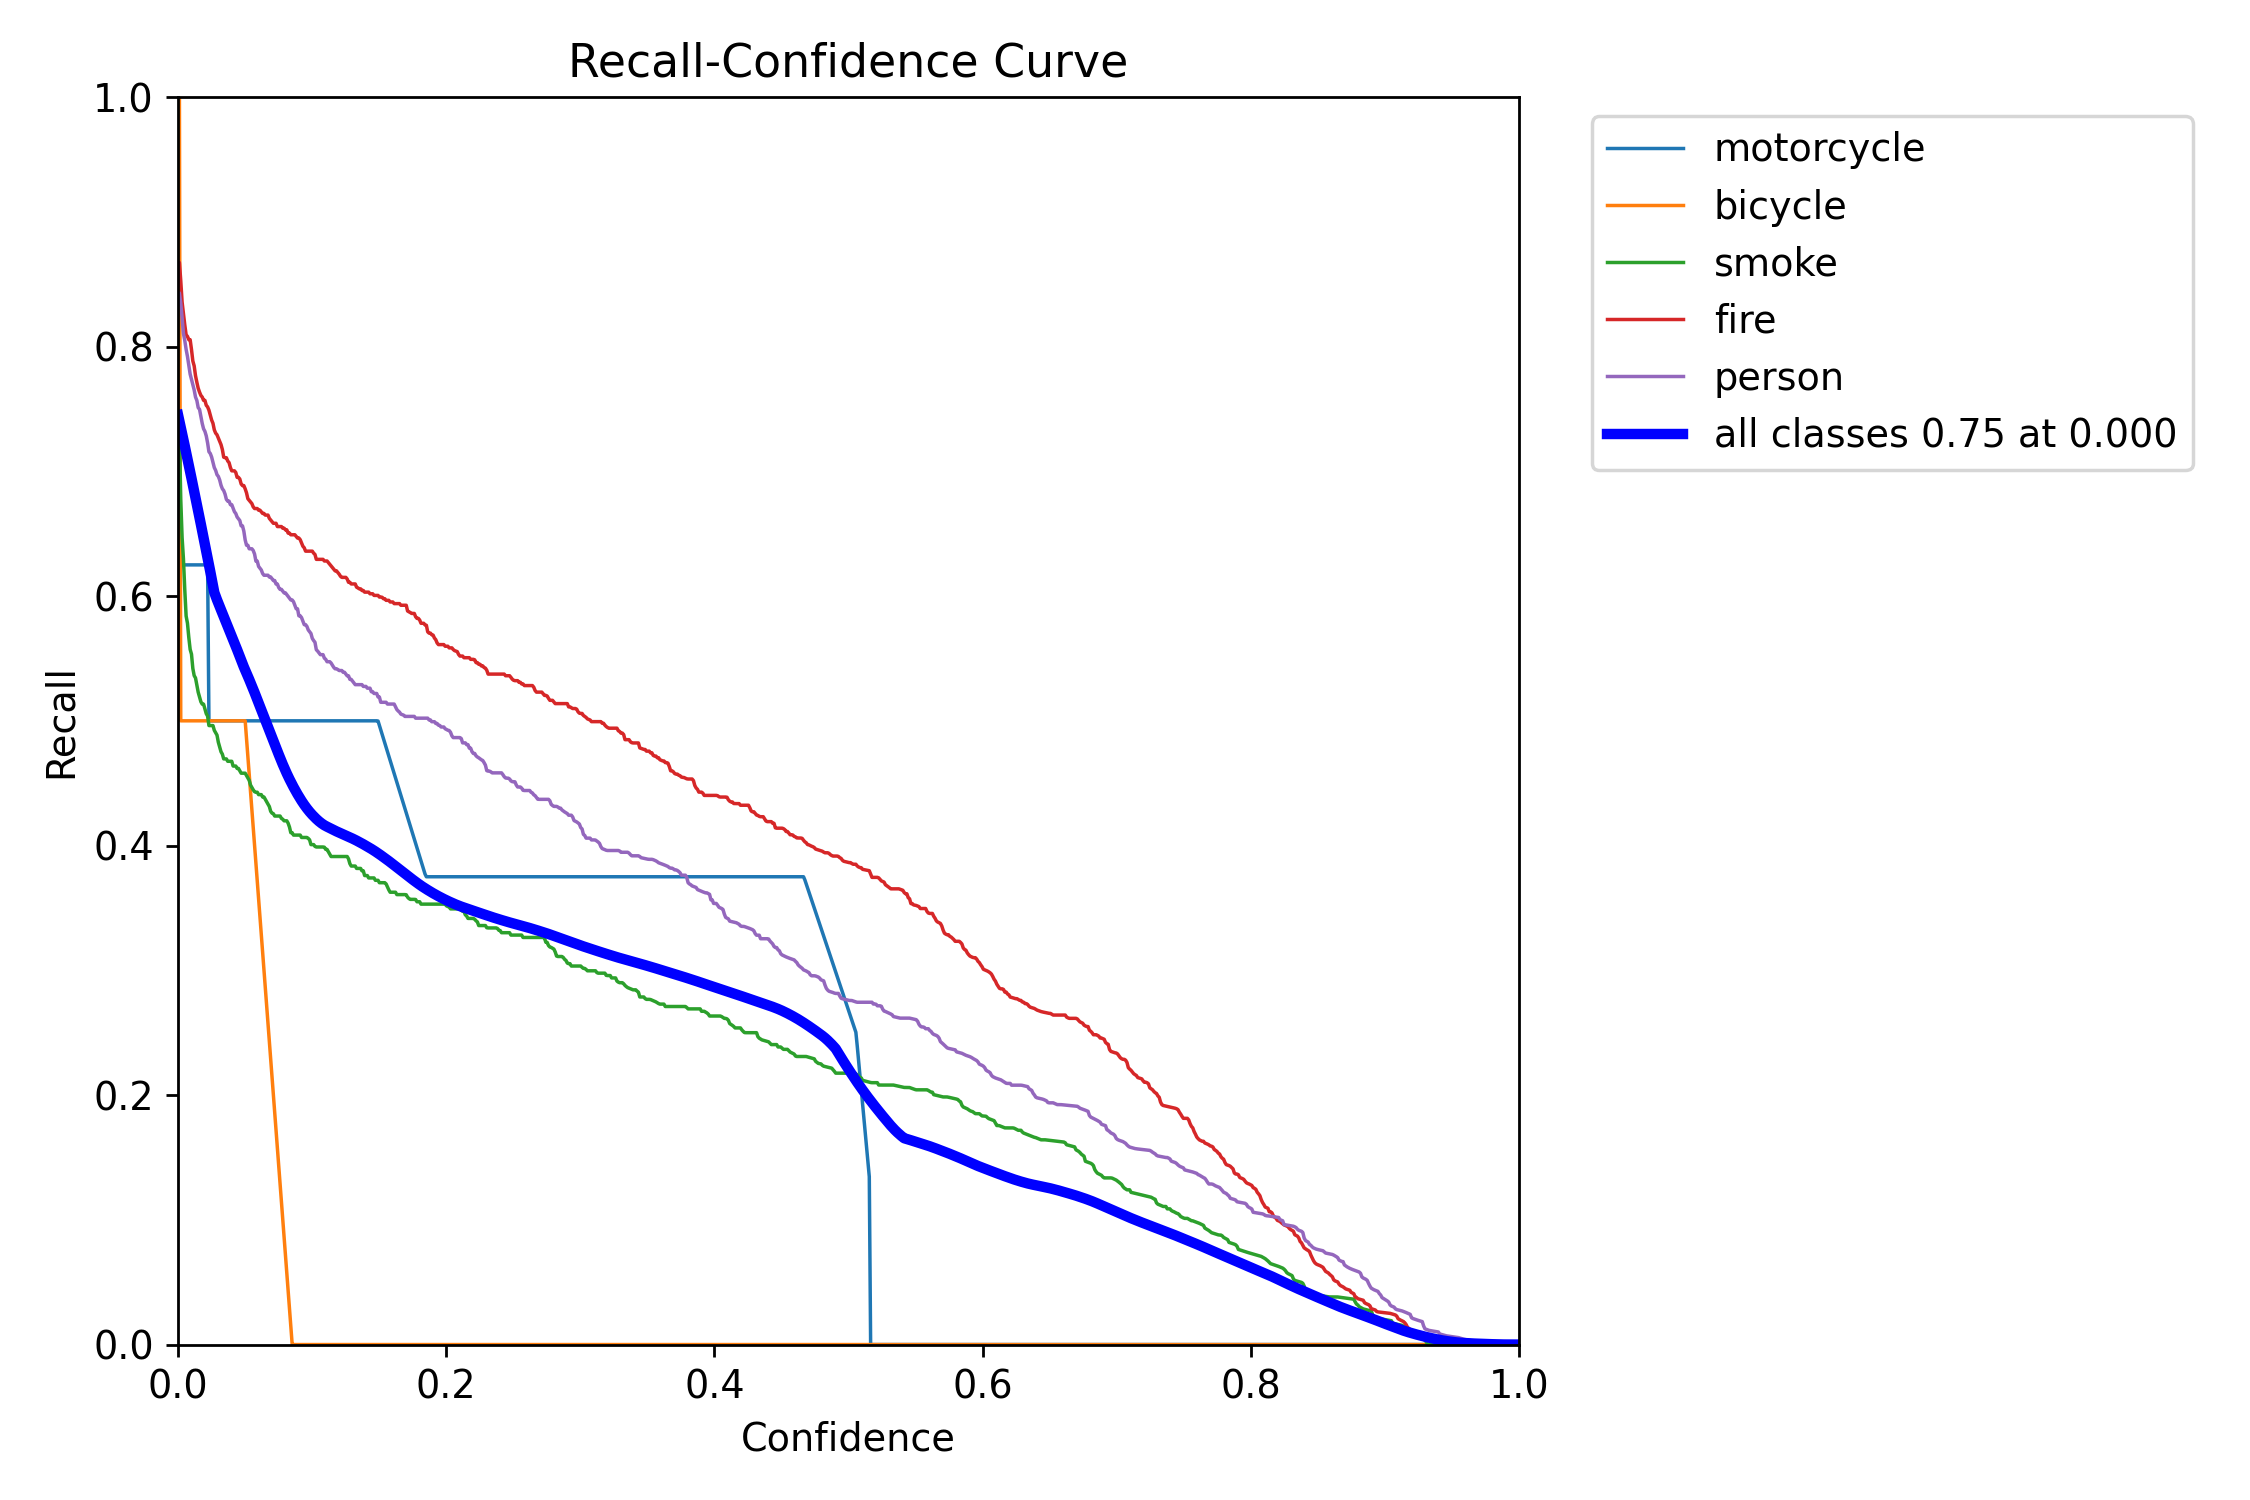 Recall-Confidence Curve
1.0
0.8
0.6
0.4
0.2
0.0
Recall
0.0 0.2 0.4 0.6 0.8 1.0
Confidence
motorcycle
bicycle
smoke
fire
person
all classes 0.75 at 0.000